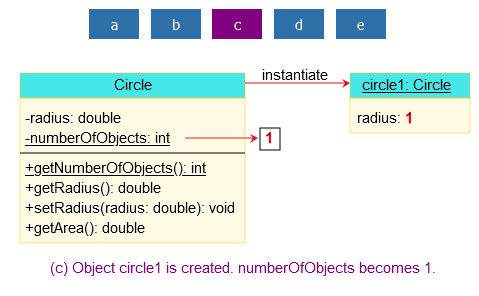 a b c d e
instantiate
Circle
circle1: Circle
-radius: double
radius: 1
-numberOfObjects: int
1
+getNumberOfObjects(): int
+getRadius(): double
+setRadius(radius: double): void
+getArea(): double
(c) Object circle1 is created. numberOfObjects becomes 1.